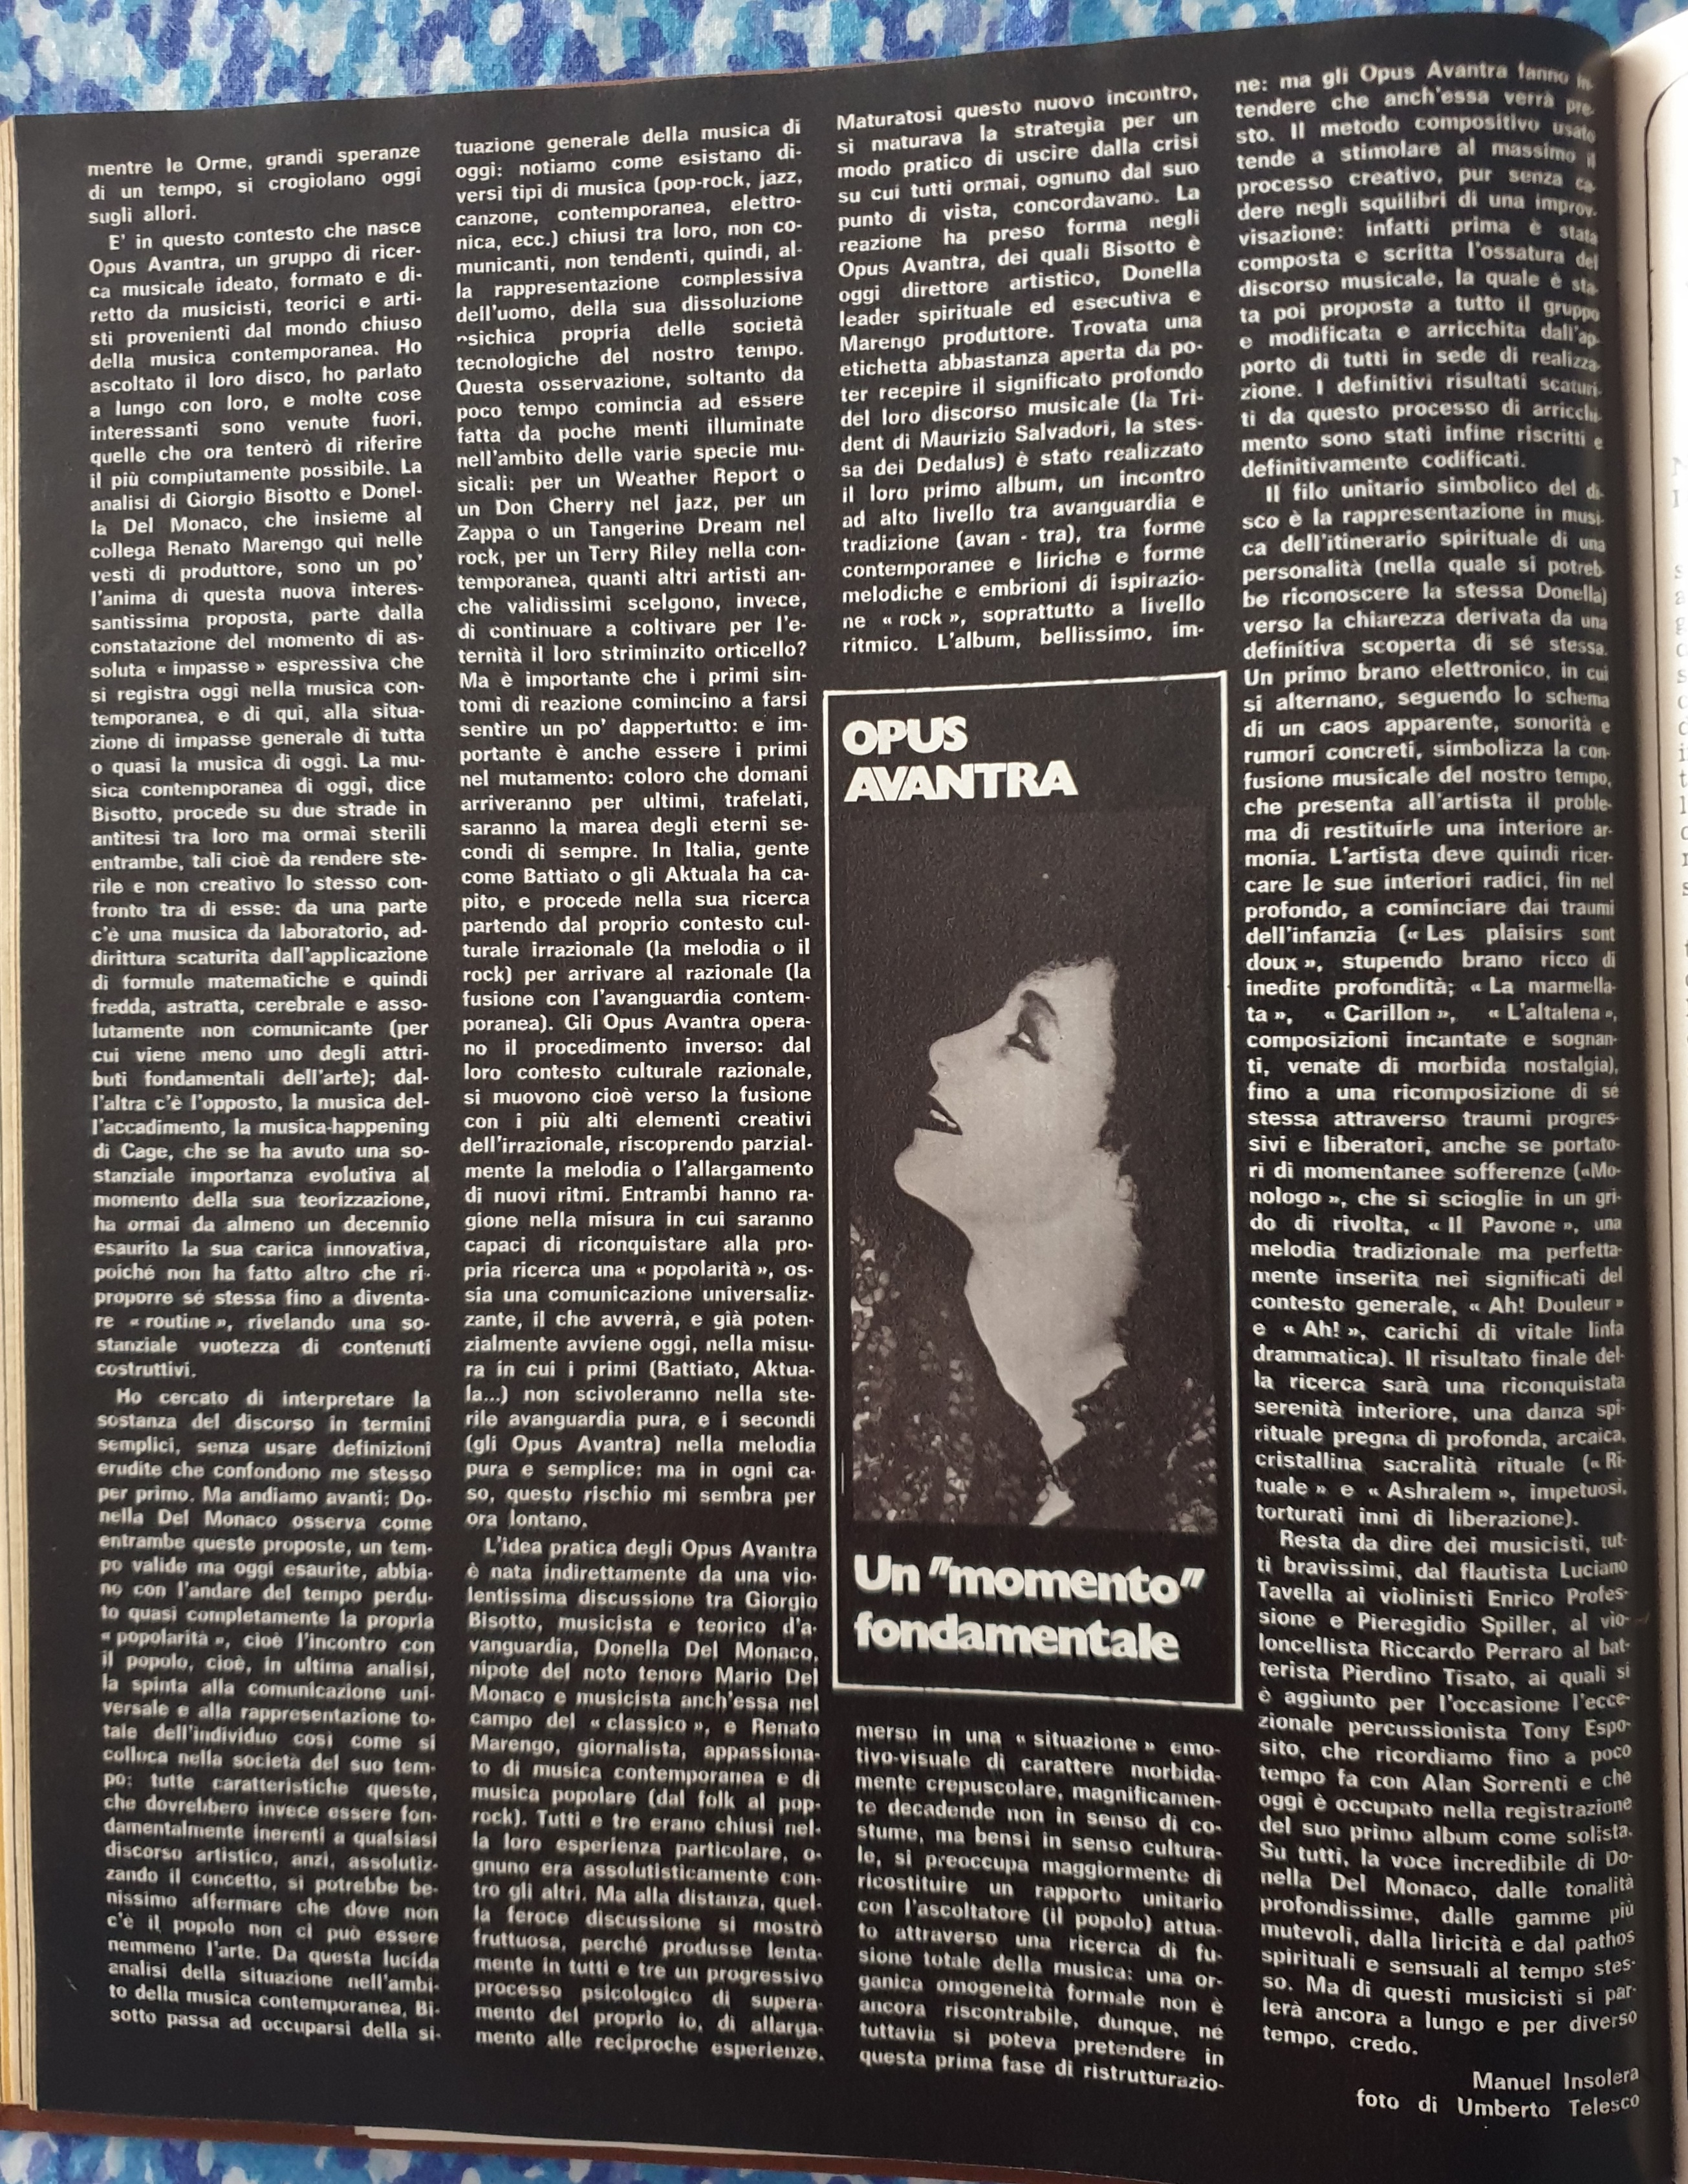 mentre le Orme, grandi speranze
di un tempo, si crogiolano oggi
sugli allori.
E' in questo contesto che nasce
Opus Avantra, un gruppo di ricer-
ca musicale ideato, formato e di-
retto da musicisti, teorici e arti-
sti provenienti dal mondo chiuso
della musica contemporanea. Ho
ascoltato il loro disco, ho parlato
a lungo con loro, e molte cose
interessanti sono venute fuori,
quelle che ora tenterò di riferire
il più compiutamente possibile. La
analisi di Giorgio Bisotto e Donel-
la Del Monaco, che insieme al
collega Renato Marengo qui nelle
vesti di produttore, sono un po'
l'anima di questa nuova interes-
santissima proposta, parte dalla
constatazione del momento di as-
soluta « impasse » espressiva che
si registra oggi nella musica con-
temporanea, e di qui, alla situa-
zione di impasse generale di tutta
o quasi la musica di oggi. La mu-
sica contemporanea di oggi, dice
Bisotto, procede su due strade in
antitesi tra loro ma ormai sterili
entrambe, tali cioè da rendere ste-
rile e non creativo lo stesso con-
fronto tra di esse: da una parte
c'è una musica da laboratorio, ad-
dirittura scaturita dall'applicazione
di formule matematiche e quindi
fredda, astratta, cerebrale e asso-
lutamente non comunicante (per
cui viene meno uno degli attri-
buti fondamentali dell'arte); dal-
l'altra c'è l'opposto, la musica del-
l'accadimento, la musica-happening
di Cage, che se ha avuto una so-
stanziale importanza evolutiva al
momento della sua teorizzazione,
ha ormai da almeno un decennio
esaurito la sua carica innovativa,
poiché non ha fatto altro che ri-
proporre sé stessa fino a diventa-
re « routine », rivelando una so-
stanziale vuotezza di contenuti
costruttivi.
Ho cercato di interpretare la
sostanza del discorso in termini
semplici, senza usare definizioni
erudite che confondono me stesso
per primo. Ma andiamo avanti: Do-
nella Del Monaco osserva come
entrambe queste proposte, un tem-
po valide ma oggi esaurite, abbia-
no con l'andare del tempo perdu-
to quasi completamente la propria
« popolarità », cioè l'incontro con
il popolo, cioè, in ultima analisi,
la spinta alla comunicazione uni-
versale e alla rappresentazione to-
tale dell'individuo così come si
colloca nella società del suo tem-
po: tutte caratteristiche queste,
che dovrebbero invece essere fon-
damentalmente inerenti a qualsiasi
discorso artistico, anzi, assolutiz-
zando il concetto, si potrebbe be-
nissimo affermare che dove non
c'è il popolo non ci può essere
nemmeno l'arte. Da questa lucida
analisi della situazione nell'ambi-
to della musica contemporanea, Bi-
sotto passa ad occuparsi della si-
tuazione generale della musica di
oggi: notiamo come esistano di-
versi tipi di musica (pop-rock, jazz,
canzone, contemporanea, elettro-
nica, ecc.) chiusi tra loro, non co-
municanti, non tendenti, quindi, al-
la rappresentazione complessiva
dell'uomo, della sua dissoluzione
psichica propria delle società
tecnologiche del nostro tempo.
Questa osservazione, soltanto da
poco tempo comincia ad essere
fatta da poche menti illuminate
nell'ambito delle varie specie mu-
sicali: per un Weather Report o
un Don Cherry nel jazz, per un
Zappa o un Tangerine Dream nel
rock, per un Terry Riley nella con-
temporanea, quanti altri artisti an-
che validissimi scelgono, invece,
di continuare a coltivare per l'e-
ternità il loro striminzito orticello?
Ma è importante che i primi sin-
tomi di reazione comincino a farsi
sentire un po' dappertutto: e im-
portante è anche essere i primi
nel mutamento: coloro che domani
arriveranno per ultimi, trafelati,
saranno la marea degli eterni se-
condi di sempre. In Italia, gente
come Battiato o gli Aktuala ha ca-
pito, e procede nella sua ricerca
partendo dal proprio contesto cul-
turale irrazionale (la melodia o il
rock) per arrivare al razionale (la
fusione con l'avanguardia contem-
poranea). Gli Opus Avantra opera-
no il procedimento inverso: dal
loro contesto culturale razionale,
si muovono cioè verso la fusione
con i più alti elementi creativi
dell'irrazionale, riscoprendo parzial-
mente la melodia o l'allargamento
di nuovi ritmi. Entrambi hanno ra-
gione nella misura in cui saranno
capaci di riconquistare alla pro-
pria ricerca una « popolarità », os-
sia una comunicazione universaliz-
zante, il che avverrà, e già poten-
zialmente avviene oggi, nella misu-
ra in cui i primi (Battiato, Aktua-
la...) non scivoleranno nella ste-
rile avanguardia pura, e i secondi
(gli Opus Avantra) nella melodia
pura e semplice: ma in ogni ca-
so, questo rischio mi sembra per
ora lontano.
L'idea pratica degli Opus Avantra
è nata indirettamente da una vio-
lentissima discussione tra Giorgio
Bisotto, musicista e teorico d'a-
vanguardia, Donella Del Monaco,
nipote del noto tenore Mario Del
Monaco e musicista anch'essa nel
campo del « classico », e Renato
Marengo, giornalista, appassiona-
to di musica contemporanea e di
musica popolare (dal folk al pop-
rock). Tutti e tre erano chiusi nel-
la loro esperienza particolare, o-
gnuno era assolutisticamente con-
tro gli altri. Ma alla distanza, quel-
la feroce discussione si mostrò
fruttuosa, perché produsse lenta-
mente in tutti e tre un progressivo
processo psicologico di supera-
mento del proprio io, di allarga-
mento alle reciproche esperienze.
Maturatosi questo nuovo incontro,
si maturava la strategia per un
modo pratico di uscire dalla crisi
su cui tutti ormai, ognuno dal suo
punto di vista, concordavano. La
reazione ha preso forma negli
Opus Avantra, dei quali Bisotto è
oggi direttore artistico, Donella
leader spirituale ed esecutiva e
Marengo produttore. Trovata una
etichetta abbastanza aperta da po-
ter recepire il significato profondo
del loro discorso musicale (la Tri-
dent di Maurizio Salvadori, la stes-
sa dei Dedalus) è stato realizzato
il loro primo album, un incontro
ad alto livello tra avanguardia e
tradizione (avan - tra), tra forme
contemporanee e liriche e forme
melodiche e embrioni di ispirazio-
ne « rock », soprattutto a livello
ritmico. L'album, bellissimo, im-
OPUS
AVANTRA
Un "momento"
fondamentale
merso in una « situazione » emo-
tivo-visuale di carattere morbida-
mente crepuscolare, magnificamen-
te decadende non in senso di co-
stume, ma bensì in senso cultura-
le, si preoccupa maggiormente di
ricostituire un rapporto unitario
con l'ascoltatore (il popolo) attua-
to attraverso una ricerca di fu-
sione totale della musica: una or-
ganica omogeneità formale non è
ancora riscontrabile, dunque, né
tuttavia si poteva pretendere in
questa prima fase di ristrutturazio-
ne: ma gli Opus Avantra fanno in-
tendere che anch'essa verrà pre-
sto. Il metodo compositivo usato
tende a stimolare al massimo il
processo creativo, pur senza ca-
dere negli squilibri di una improv-
visazione: infatti prima è stata
composta e scritta l'ossatura del
discorso musicale, la quale è sta-
ta poi proposta a tutto il gruppo
e modificata e arricchita dall'ap-
porto di tutti in sede di realizza-
zione. I definitivi risultati scaturi-
ti da questo processo di arricchi-
mento sono stati infine riscritti e
definitivamente codificati.
Il filo unitario simbolico del di-
sco è la rappresentazione in musi-
ca dell'itinerario spirituale di una
personalità (nella quale si potreb-
be riconoscere la stessa Donella)
verso la chiarezza derivata da una
definitiva scoperta di sé stessa.
Un primo brano elettronico, in cui
si alternano, seguendo lo schema
di un caos apparente, sonorità e
rumori concreti, simbolizza la con-
fusione musicale del nostro tempo,
che presenta all'artista il proble-
ma di restituirle una interiore ar-
monia. L'artista deve quindi ricer-
care le sue interiori radici, fin nel
profondo, a cominciare dai traumi
dell'infanzia (« Les plaisirs sont
doux », stupendo brano ricco di
inedite profondità; « La marmella-
ta », « Carillon », « L'altalena »,
composizioni incantate e sognan-
ti, venate di morbida nostalgia),
fino a una ricomposizione di sé
stessa attraverso traumi progres-
sivi e liberatori, anche se portato-
ri di momentanee sofferenze («Mo-
nologo », che si scioglie in un gri-
do di rivolta, « Il Pavone », una
melodia tradizionale ma perfetta-
mente inserita nei significati del
contesto generale, « Ah! Douleur »
e « Ah! », carichi di vitale linfa
drammatica). Il risultato finale del-
la ricerca sarà una riconquistata
serenità interiore, una danza spi-
rituale pregna di profonda, arcaica,
cristallina sacralità rituale (« Ri-
tuale » e « Ashralem », impetuosi,
torturati inni di liberazione).
Resta da dire dei musicisti, tut-
ti bravissimi, dal flautista Luciano
Tavella ai violinisti Enrico Profes-
sione e Pieregidio Spiller, al vio-
loncellista Riccardo Perraro al bat-
terista Pierdino Tisato, ai quali si
è aggiunto per l'occasione l'ecce-
zionale percussionista Tony Espo-
sito, che ricordiamo fino a poco
tempo fa con Alan Sorrenti e che
oggi è occupato nella registrazione
del suo primo album come solista.
Su tutti, la voce incredibile di Do-
nella Del Monaco, dalle tonalità
profondissime, dalle gamme più
mutevoli, dalla liricità e dal pathos
spirituali e sensuali al tempo stes-
so. Ma di questi musicisti si par-
lerà ancora a lungo e per diverso
tempo, credo.
Manuel Insolera
foto di Umberto Telesco